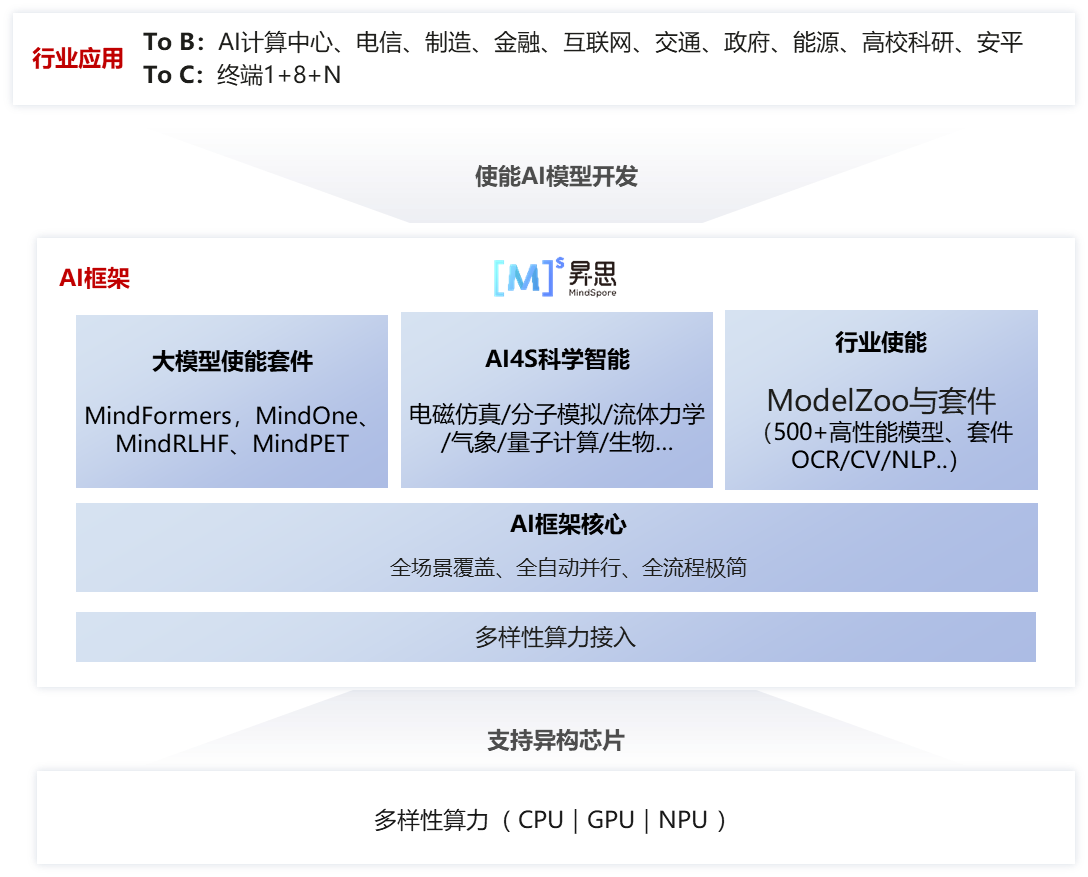 行业应用
To B：AI计算中心、电信、制造、金融、互联网、交通、政府、能源、高校科研、安平
To C：终端1+8+N
使能AI模型开发
AI框架
[M]S 昇思
MindSpore
大模型使能套件
MindFormers，MindOne、
MindRLHF、MindPET
AI4S科学智能
电磁仿真/分子模拟/流体力学
/气象/量子计算/生物...
行业使能
ModelZoo与套件
（500+高性能模型、套件
OCR/CV/NLP..）
AI框架核心
全场景覆盖、全自动并行、全流程极简
多样性算力接入
支持异构芯片
多样性算力（ CPU | GPU | NPU ）